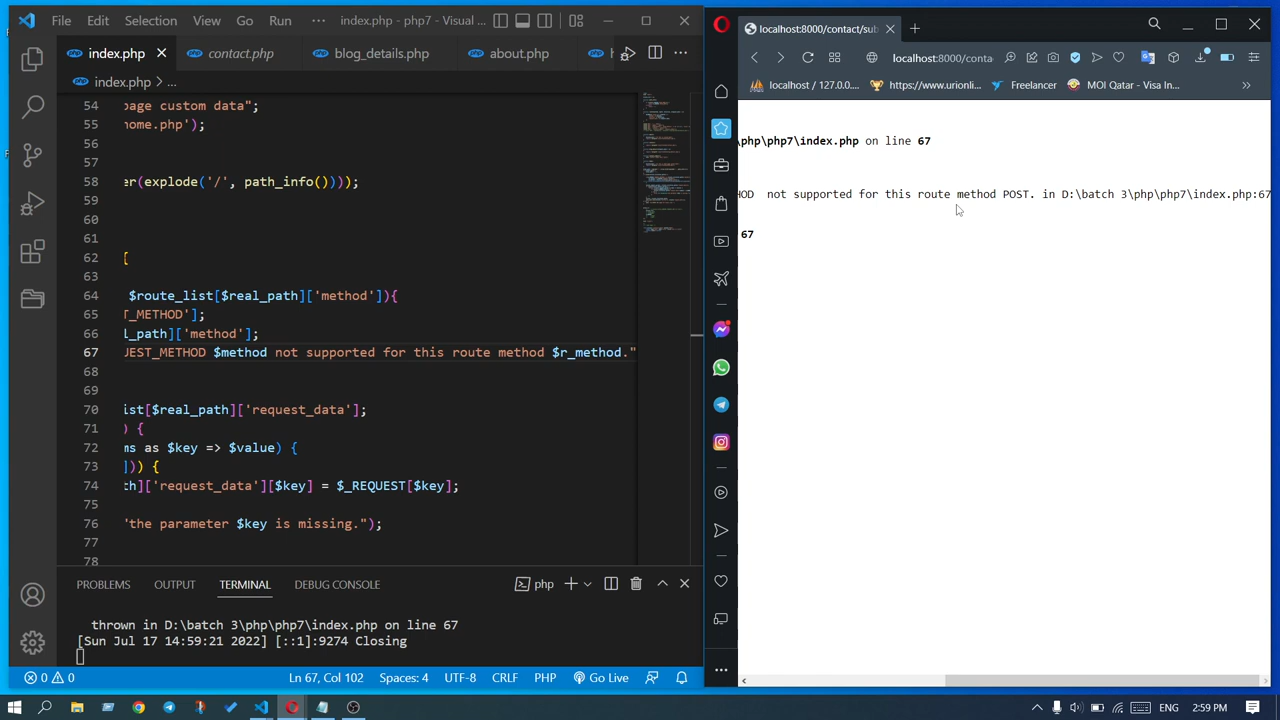 File
Edit
Selection
View
Go
Run
index.php - php7 - Visual ...
index.php
contact.php
blog_details.php
about.php
index.php > ...
54 page custom data";
55 home.php');
56
57
58 er(explode('/', path_info())));
59
60
61
62 {
63
64 $route_list[$real_path]['method']){
65 T_METHOD'];
66 l_path]['method'];
67 JEST_METHOD $method not supported for this route method $r_method."
68
69
70 ist[$real_path]['request_data'];
71 ) {
72 ms as $key => $value) {
73 ])) {
74 ch]['request_data'][$key] = $_REQUEST[$key];
75
76 "the parameter $key is missing.");
77
78
PROBLEMS
OUTPUT
TERMINAL
DEBUG CONSOLE
php
thrown in D:\batch 3\php\php7\index.php on line 67
[Sun Jul 17 14:59:21 2022] [::1]:9274 Closing
0
0
Ln 67, Col 102
Spaces: 4
UTF-8
CRLF
PHP
Go Live
localhost:8000/contact/sub
localhost:8000/conta
localhost / 127.0.0....
https://www.urionli...
Freelancer
MOI Qatar - Visa In...
\php\php7\index.php on line 67
HOD not supported for this route method POST. in D:\batch 3\php\php7\index.php:67
67
ENG
2:59 PM